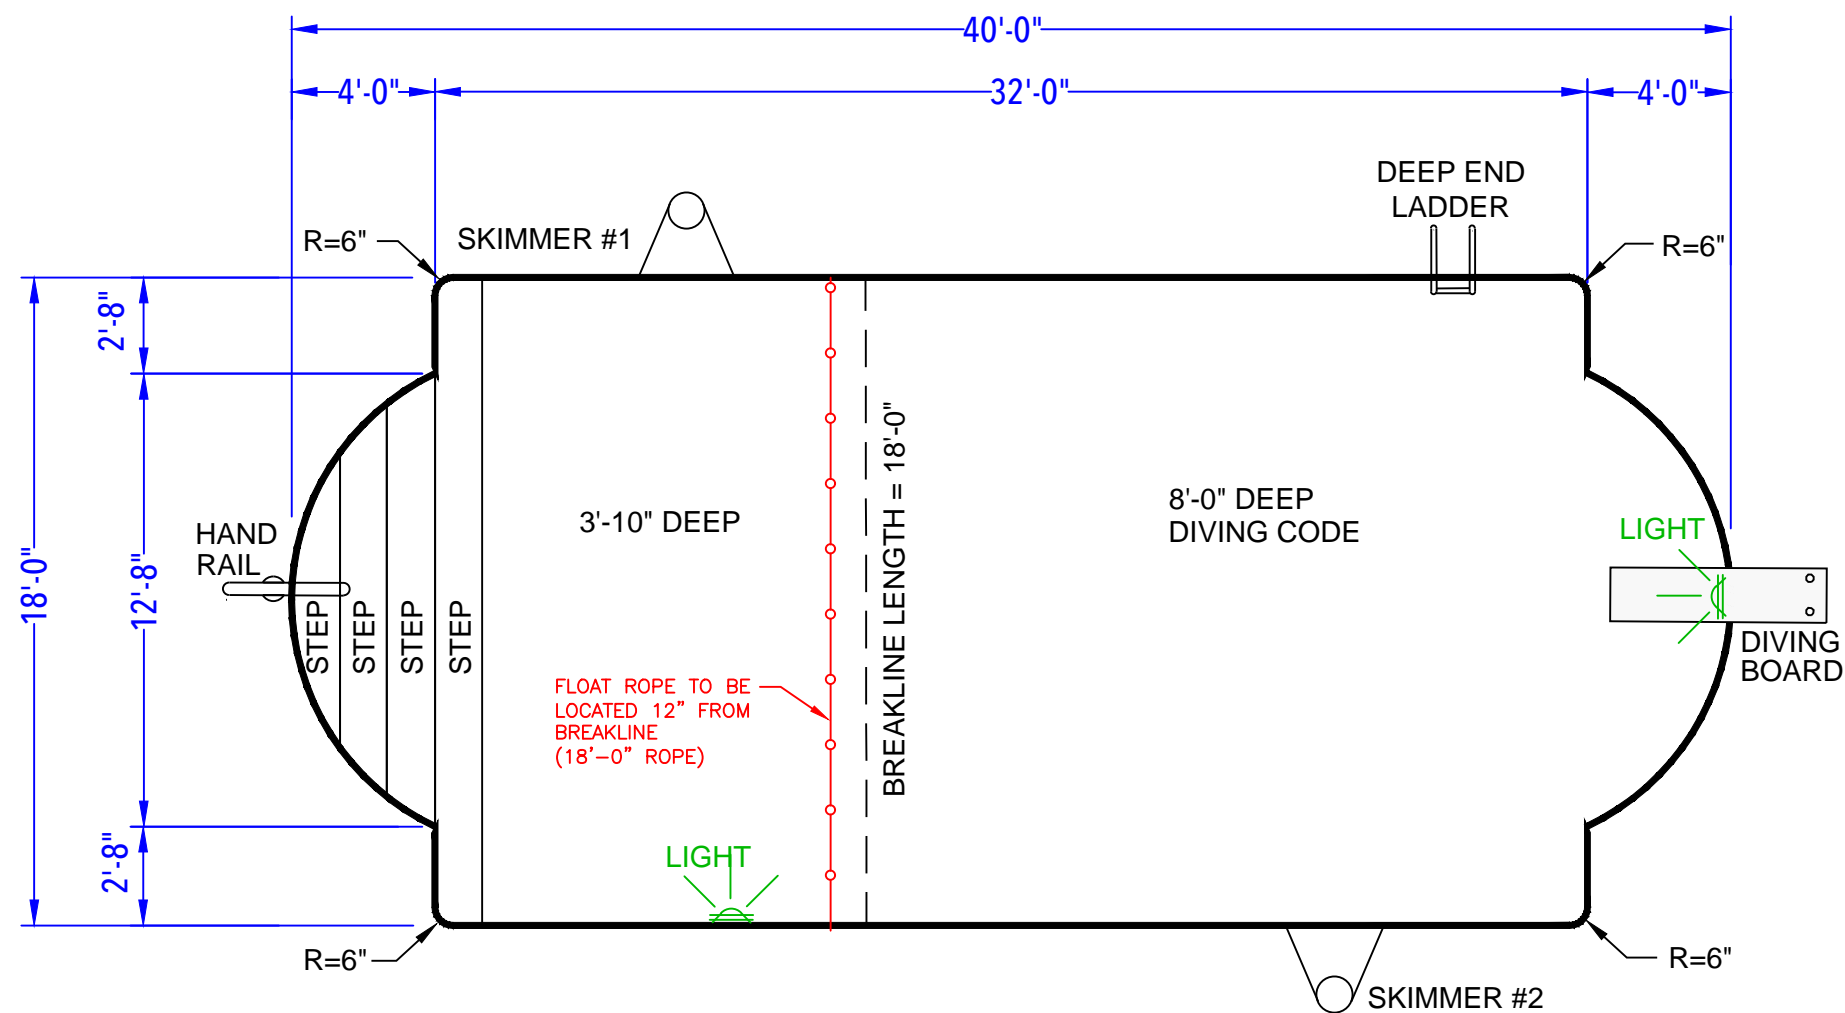 40'-0"
4'-0"
32'-0"
4'-0"
DEEP END
LADDER
R=6"
SKIMMER #1
R=6"
2'-8"
18'-0"
12'-8"
2'-8"
HAND
RAIL
STEP
STEP
STEP
STEP
3'-10" DEEP
BREAKLINE LENGTH = 18'-0"
8'-0" DEEP
DIVING CODE
LIGHT
DIVING
BOARD
FLOAT ROPE TO BE
LOCATED 12" FROM
BREAKLINE
(18'-0" ROPE)
LIGHT
R=6"
R=6"
SKIMMER #2